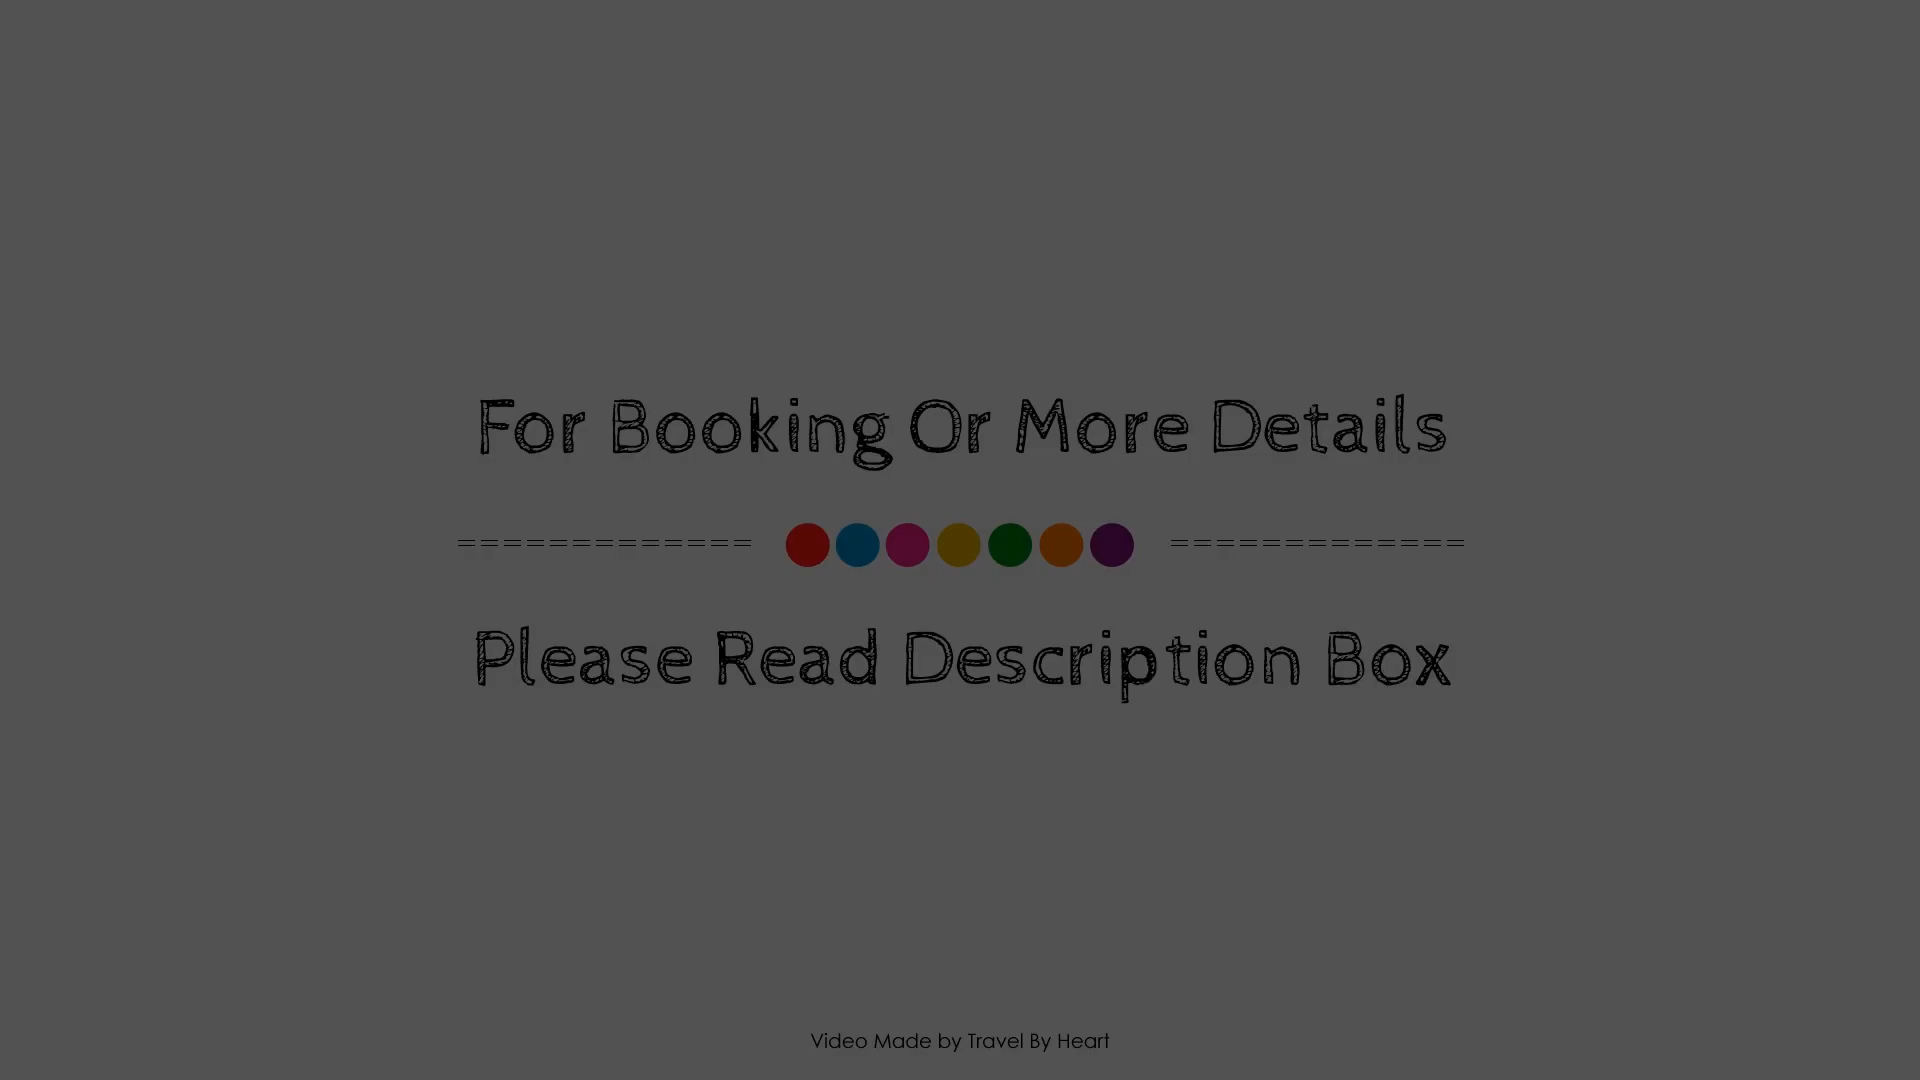 For Booking Or More Details
============= =============
Please Read Description Box
Video Made by Travel By Heart